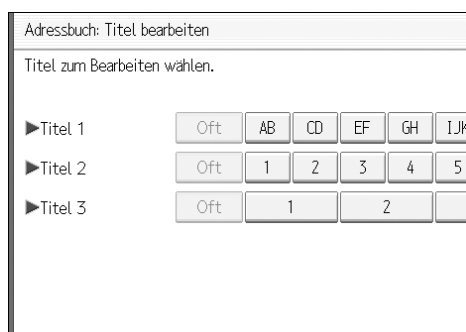 Adressbuch: Titel bearbeiten
Titel zum Bearbeiten wählen.
▶Titel 1 Oft AB CD EF GH IJK
▶Titel 2 Oft 1 2 3 4 5
▶Titel 3 Oft 1 2